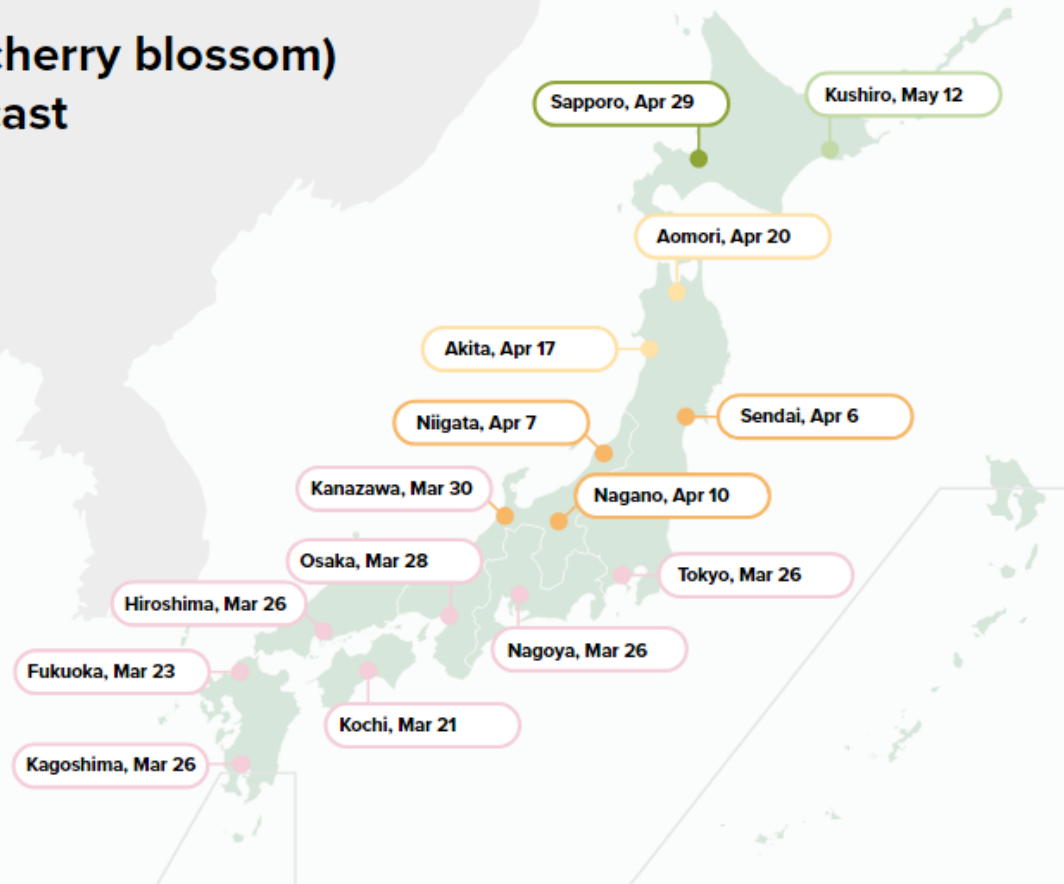 cherry blossom)
cast
Sapporo, Apr 29
Kushiro, May 12
Aomori, Apr 20
Akita, Apr 17
Niigata, Apr 7
Sendai, Apr 6
Kanazawa, Mar 30
Nagano, Apr 10
Osaka, Mar 28
Tokyo, Mar 26
Hiroshima, Mar 26
Nagoya, Mar 26
Fukuoka, Mar 23
Kochi, Mar 21
Kagoshima, Mar 26